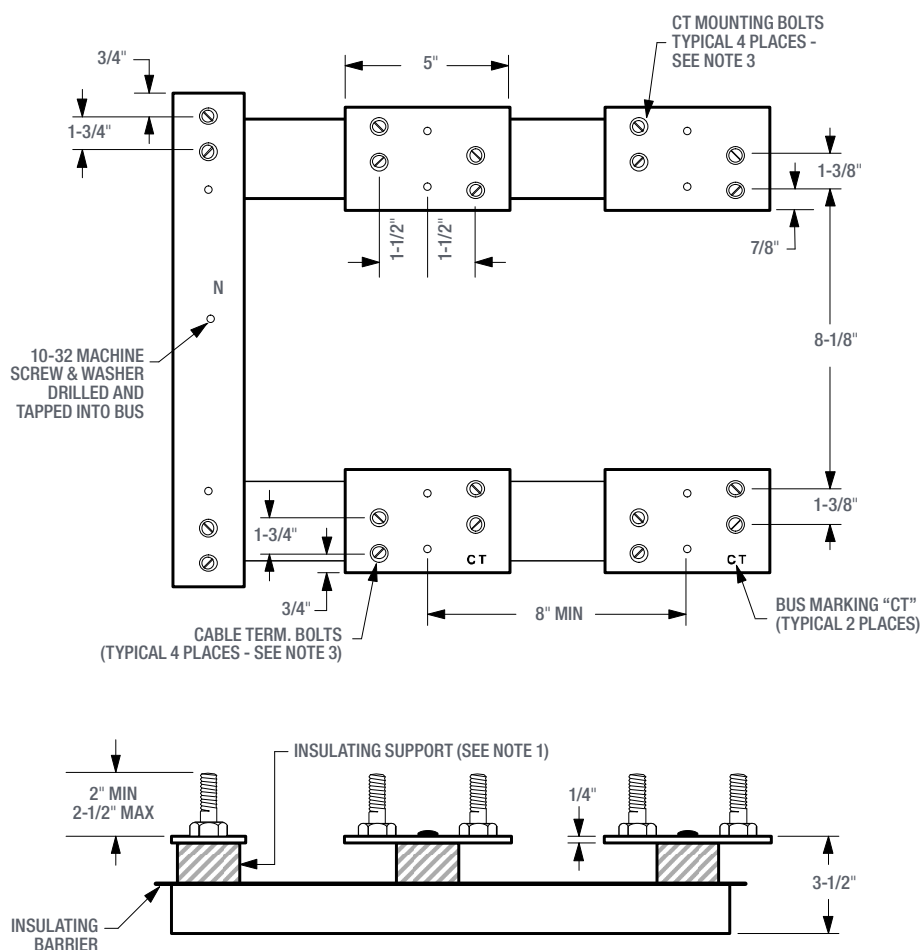 CT MOUNTING BOLTS
TYPICAL 4 PLACES -
SEE NOTE 3
3/4"
5"
1-3/4"
1-3/8"
1-1/2"
1-1/2"
7/8"
N
8-1/8"
10-32 MACHINE
SCREW & WASHER
DRILLED AND
TAPPED INTO BUS
1-3/4"
1-3/8"
CT
CT
3/4"
8" MIN
BUS MARKING “CT”
(TYPICAL 2 PLACES)
CABLE TERM. BOLTS
(TYPICAL 4 PLACES - SEE NOTE 3)
INSULATING SUPPORT (SEE NOTE 1)
2" MIN
2-1/2" MAX
1/4"
3-1/2"
INSULATING
BARRIER